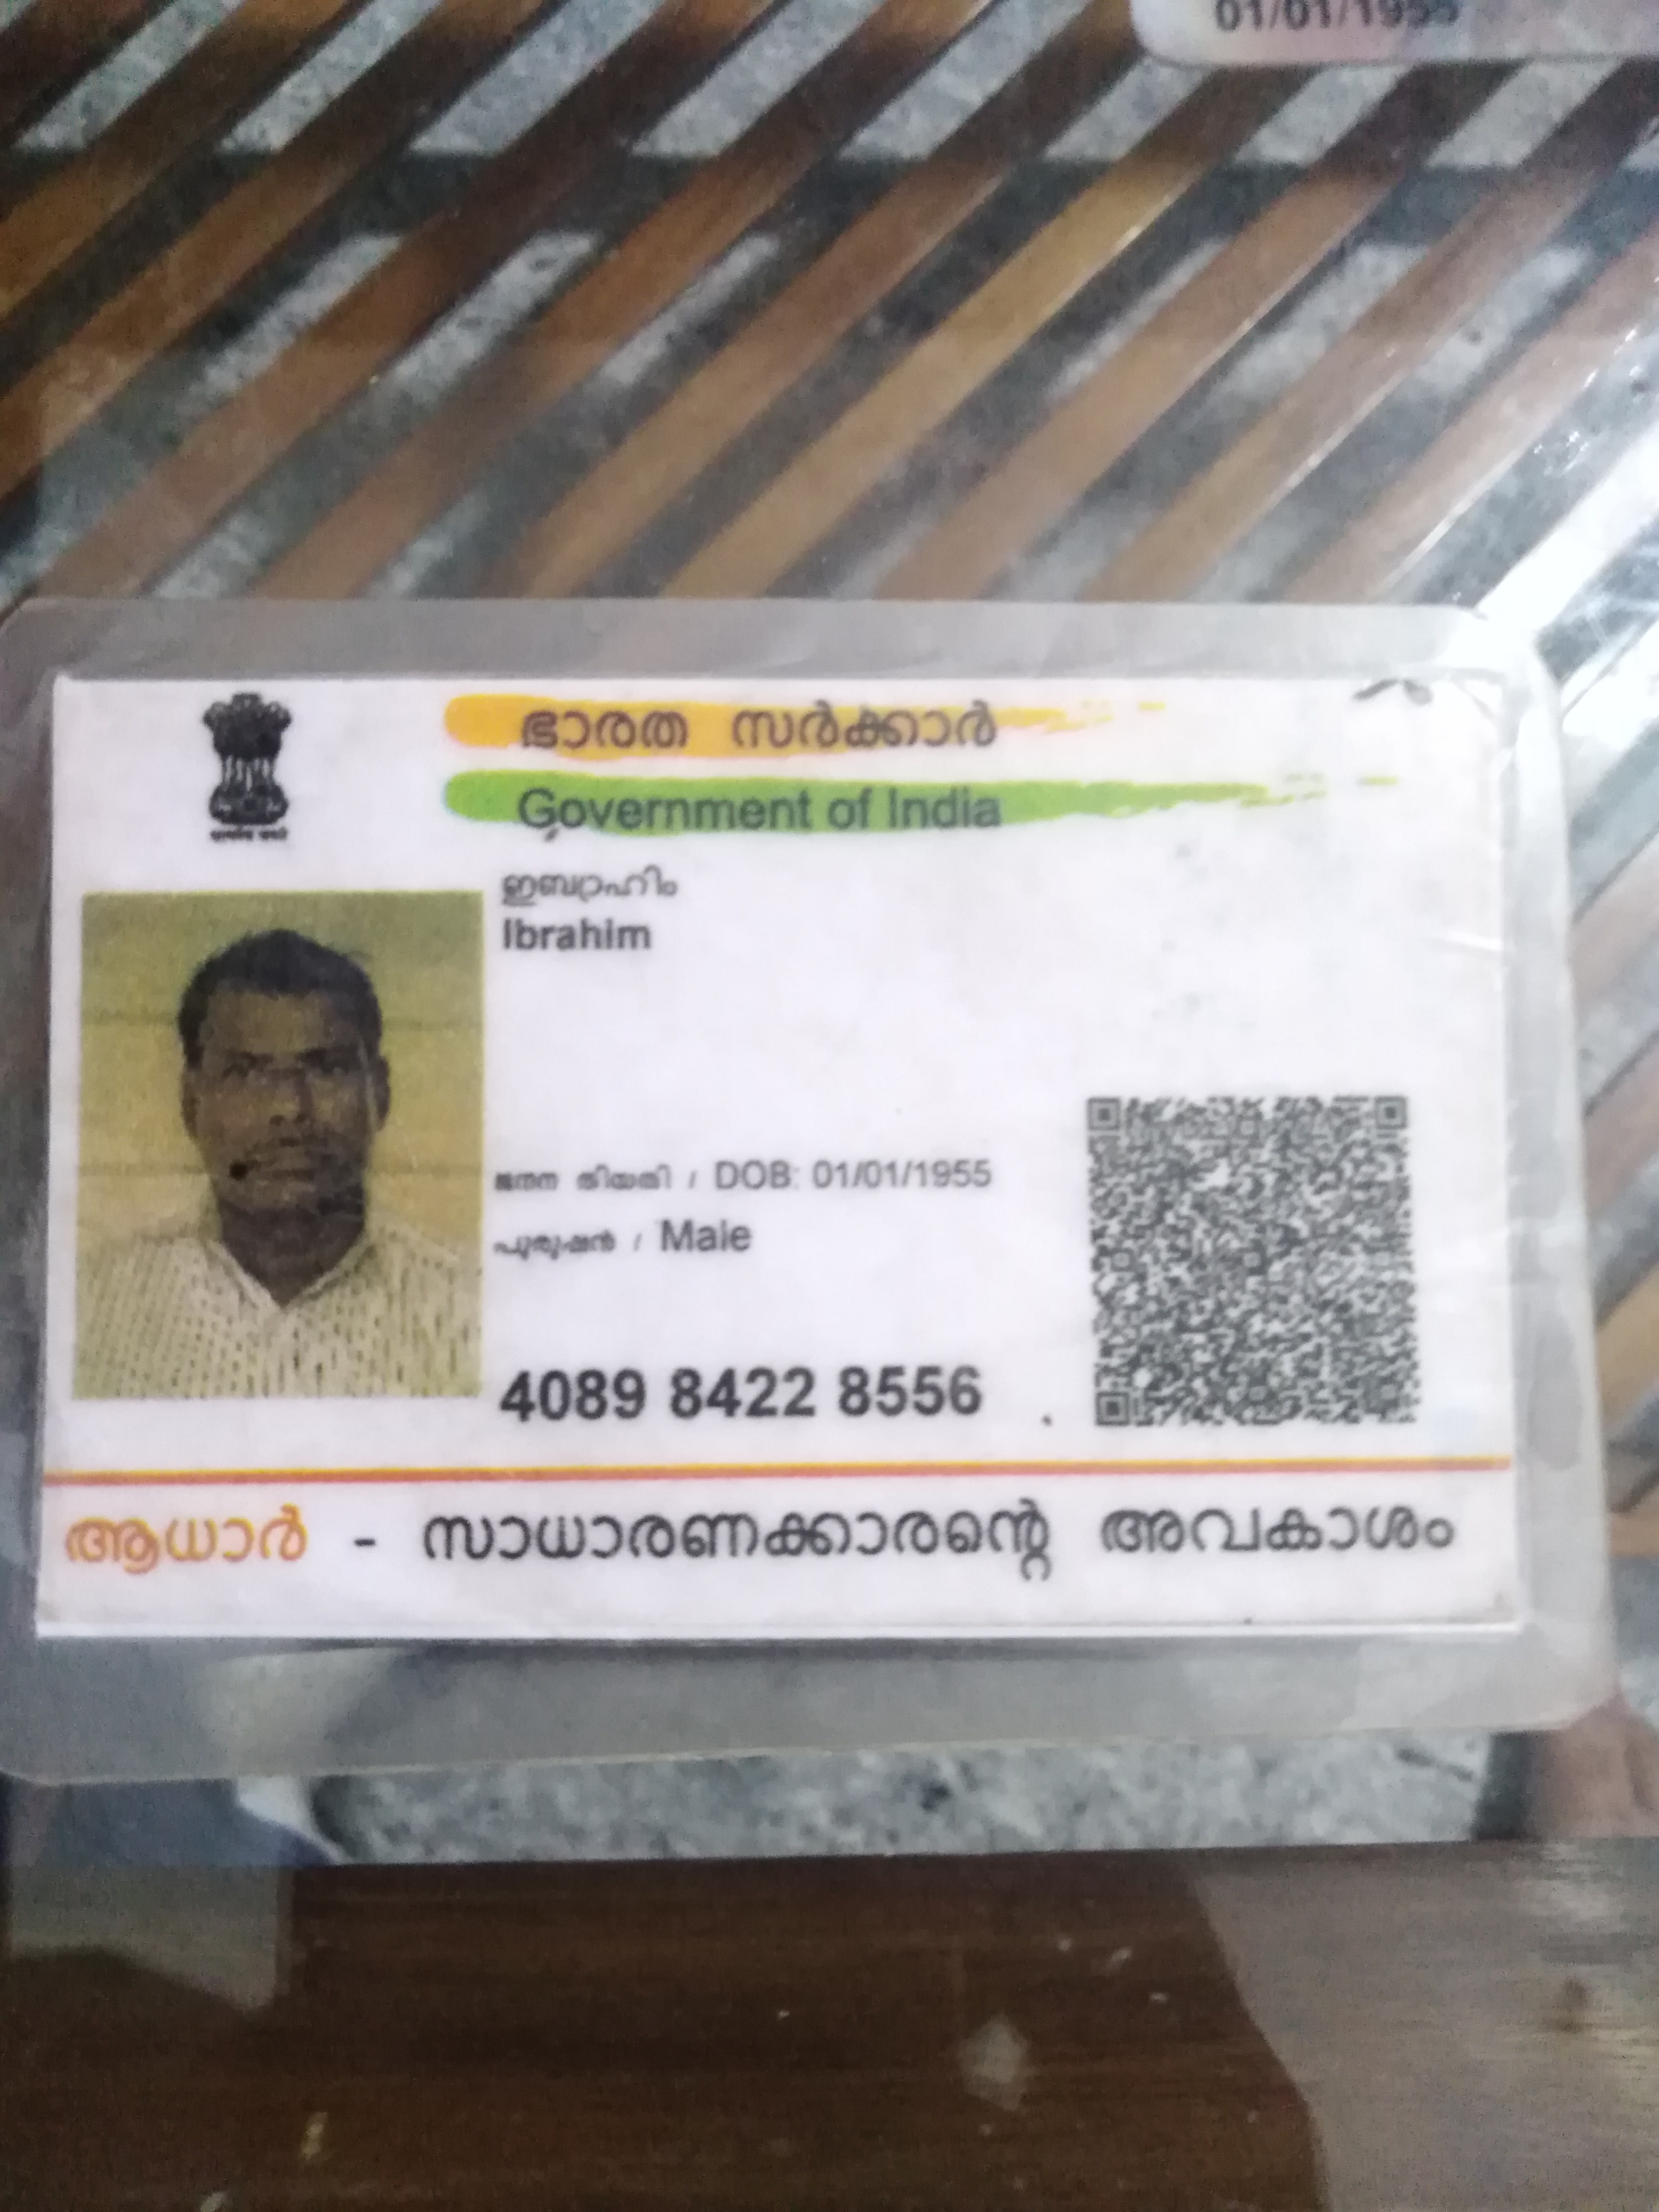 01/01/1955
ഭാരത സർക്കാർ
Government of India
ഇബ്രാഹിം
Ibrahim
ജനന തിയതി / DOB: 01/01/1955
പുരുഷൻ / Male
4089 8422 8556
ആധാർ - സാധാരണക്കാരന്റെ അവകാശം